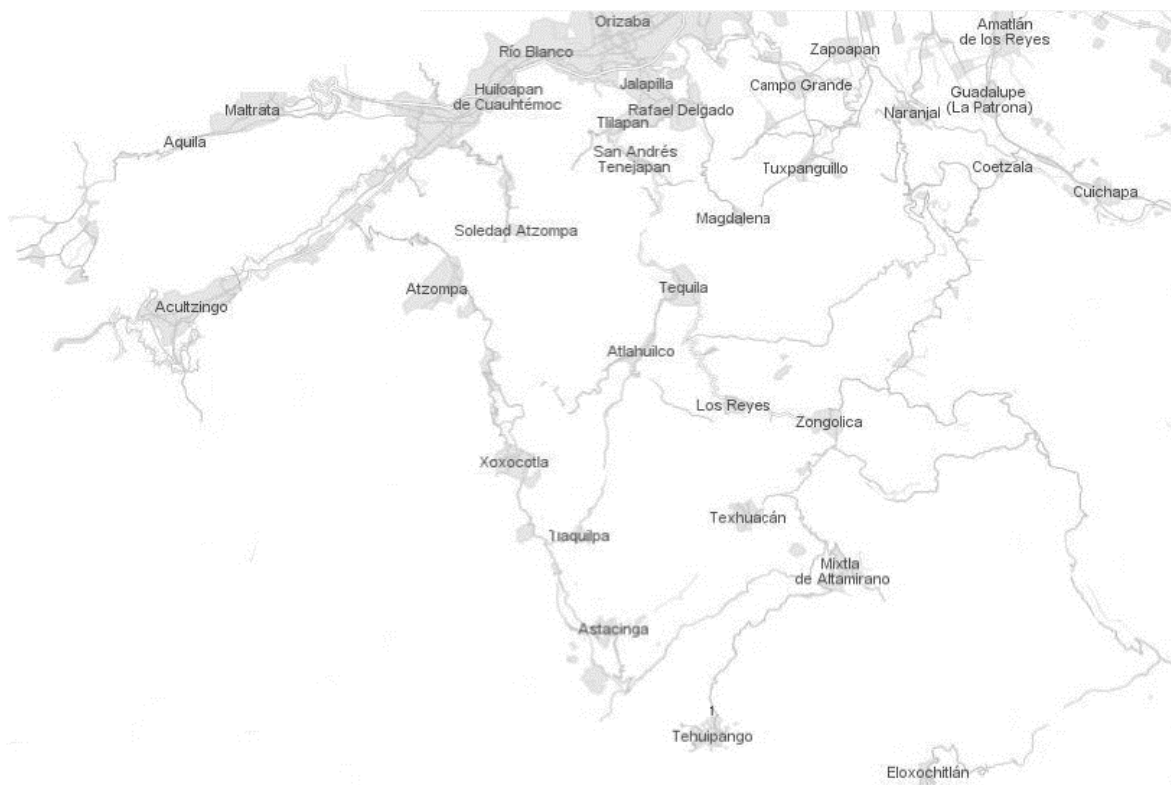 Orizaba
Amatlán
de los Reyes
Río Blanco
Zapoapan
Jalapilla
Campo Grande
Huiloapan
de Cuauhtémoc
Guadalupe
(La Patrona)
Maltrata
Rafael Delgado
Naranjal
Tlilapan
Aquila
San Andrés
Tenejapan
Tuxpanguillo
Coetzala
Cuichapa
Magdalena
Soledad Atzompa
Atzompa
Tequila
Acultzingo
Atlahuilco
Los Reyes
Zongolica
Xoxocotla
Texhuacán
Tlaquilpa
Mixtla
de Altamirano
Astacinga
1
Tehuipango
Eloxochitlán